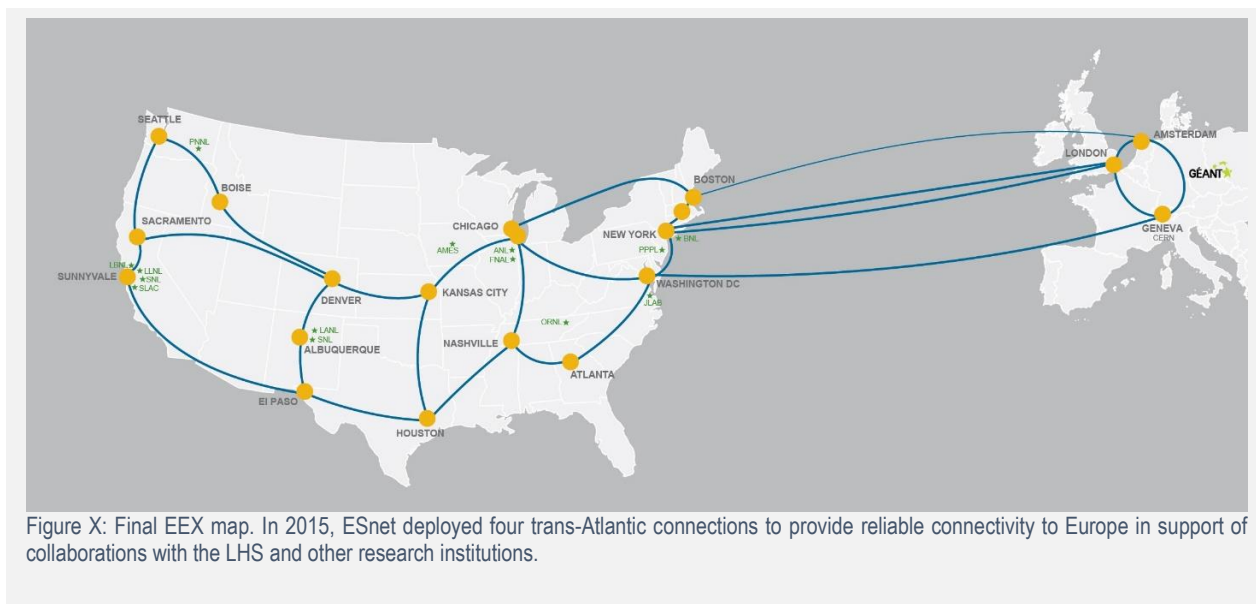 SEATTLE
PNNL
BOISE
SACRAMENTO
LBNL
LLNL
SUNNYVALE
SNL
SLAC
DENVER
LANL
SNL
ALBUQUERQUE
El PASO
HOUSTON
KANSAS CITY
AMES
CHICAGO
ANL
FNAL
NASHVILLE
ORNL
ATLANTA
BOSTON
NEW YORK
BNL
PPPL
WASHINGTON DC
JLAB
AMSTERDAM
LONDON
GÉANT
GENEVA
CERN
Figure X: Final EEX map. In 2015, ESnet deployed four trans-Atlantic connections to provide reliable connectivity to Europe in support of
collaborations with the LHS and other research institutions.